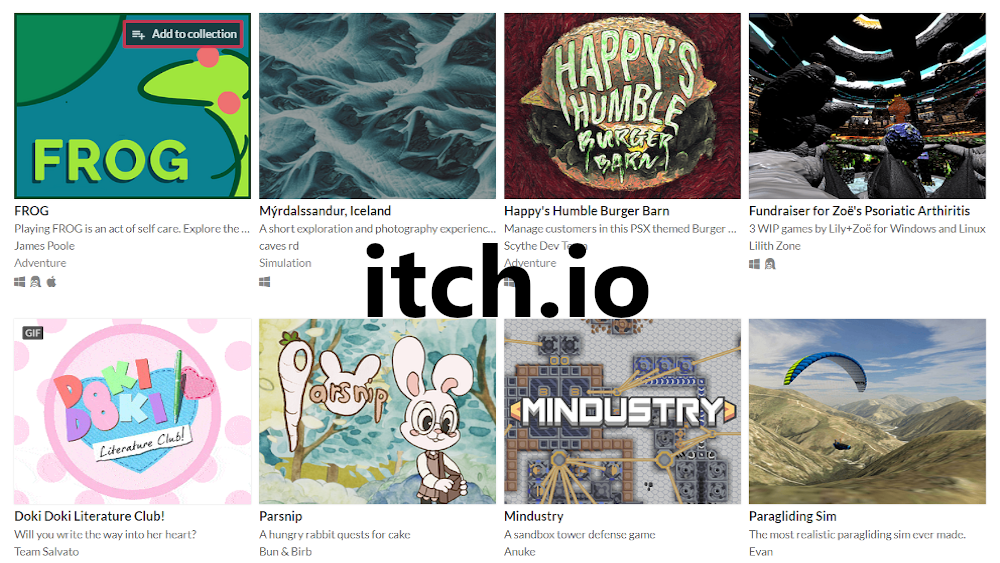 Add to collection
FROG
HAPPY'S
HUMBLE
BURGER
BARN
FROG
Playing FROG is an act of self care. Explore the ...
James Poole
Adventure
Mýrdalssandur, Iceland
A short exploration and photography experienc...
caves rd
Simulation
Happy's Humble Burger Barn
Manage customers in this PSX themed Burger ...
Scythe Dev Team
Adventure
Fundraiser for Zoë's Psoriatic Arthiritis
3 WIP games by Lily+Zoë for Windows and Linux
Lilith Zone
itch.io
GIF
DOKI
DOKI
Literature Club!
Parsnip
MINDUSTRY
Doki Doki Literature Club!
Will you write the way into her heart?
Team Salvato
Parsnip
A hungry rabbit quests for cake
Bun & Birb
Mindustry
A sandbox tower defense game
Anuke
Paragliding Sim
The most realistic paragliding sim ever made.
Evan